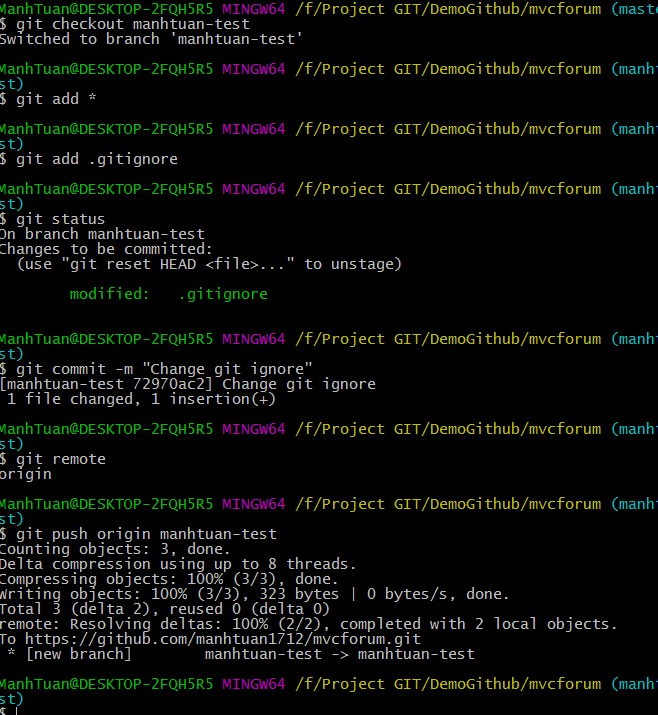 ManhTuan@DESKTOP-2FQH5R5 MINGW64 /f/Project GIT/DemoGithub/mvcforum (maste
$ git checkout manhtuan-test
Switched to branch 'manhtuan-test'
ManhTuan@DESKTOP-2FQH5R5 MINGW64 /f/Project GIT/DemoGithub/mvcforum (manh
st)
$ git add *
ManhTuan@DESKTOP-2FQH5R5 MINGW64 /f/Project GIT/DemoGithub/mvcforum (manh
st)
$ git add .gitignore
ManhTuan@DESKTOP-2FQH5R5 MINGW64 /f/Project GIT/DemoGithub/mvcforum (manh
st)
$ git status
On branch manhtuan-test
Changes to be committed:
  (use "git reset HEAD <file>..." to unstage)
        modified:   .gitignore
ManhTuan@DESKTOP-2FQH5R5 MINGW64 /f/Project GIT/DemoGithub/mvcforum (manh
st)
$ git commit -m "Change git ignore"
[manhtuan-test 72970ac2] Change git ignore
 1 file changed, 1 insertion(+)
ManhTuan@DESKTOP-2FQH5R5 MINGW64 /f/Project GIT/DemoGithub/mvcforum (manh
st)
$ git remote
origin
ManhTuan@DESKTOP-2FQH5R5 MINGW64 /f/Project GIT/DemoGithub/mvcforum (manh
st)
$ git push origin manhtuan-test
Counting objects: 3, done.
Delta compression using up to 8 threads.
Compressing objects: 100% (3/3), done.
Writing objects: 100% (3/3), 323 bytes | 0 bytes/s, done.
Total 3 (delta 2), reused 0 (delta 0)
remote: Resolving deltas: 100% (2/2), completed with 2 local objects.
To https://github.com/manhtuan1712/mvcforum.git
 * [new branch]        manhtuan-test -> manhtuan-test
ManhTuan@DESKTOP-2FQH5R5 MINGW64 /f/Project GIT/DemoGithub/mvcforum (manh
st)
$